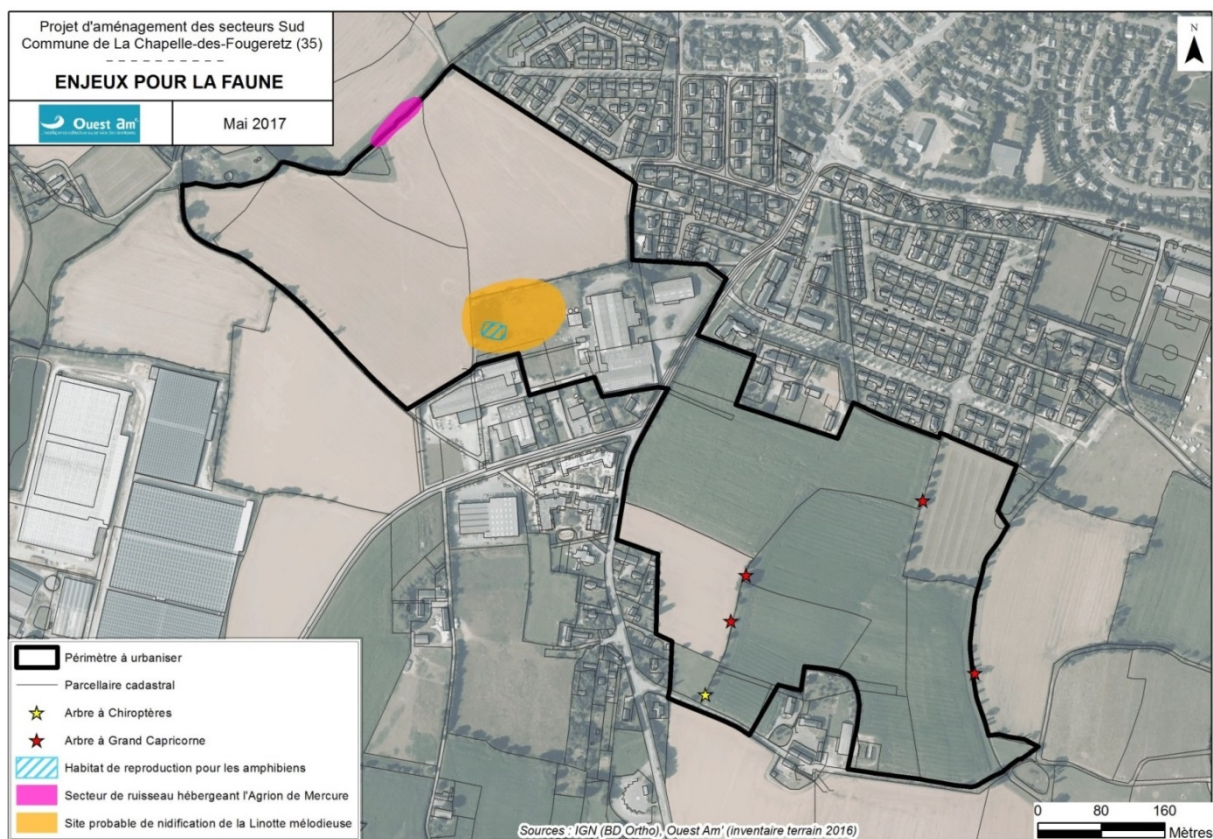 Projet d'aménagement des secteurs Sud
Commune de La Chapelle-des-Fougeretz (35)
----------
ENJEUX POUR LA FAUNE
Ouest am'
Mai 2017
N
Périmètre à urbaniser
Parcellaire cadastral
Arbre à Chiroptères
Arbre à Grand Capricorne
Habitat de reproduction pour les amphibiens
Secteur de ruisseau hébergeant l'Agrion de Mercure
Site probable de nidification de la Linotte mélodieuse
Sources : IGN (BD Ortho), Ouest Am' (inventaire terrain 2016)
0 80 160
Mètres